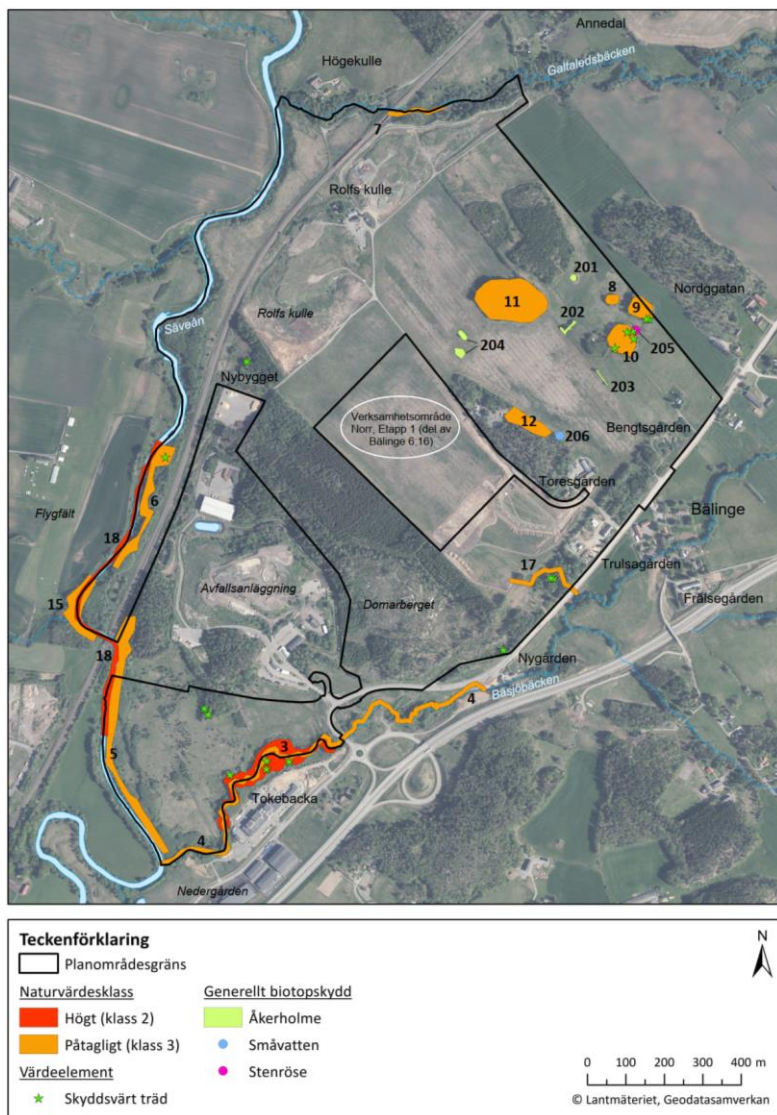 Annedal
Högekulle
Galtaledsbäcken
7
Rolfs kulle
201
8
Nordggatan
11
9
Rolfs kulle
202
Säveån
204
10
205
203
Nybygget
Verksamhetsområde
Norr, Etapp 1 (del av
Bälinge 6:16)
12
206
Bengtsgården
Toresgården
6
Bälinge
Flygfält
18
17
Trulsagården
15
Avfallsanläggning
Domarberget
Frälsegården
18
Nygården
Bäsjöbäcken
4
3
5
Tokebacka
4
Nedergården
Teckenförklaring
Planområdesgräns
Naturvärdesklass
Högt (klass 2)
Påtagligt (klass 3)
Värdeelement
Skyddsvärt träd
Generellt biotopskydd
Åkerholme
Småvatten
Stenröse
N
0 100 200 300 400 m
© Lantmäteriet, Geodatasamverkan